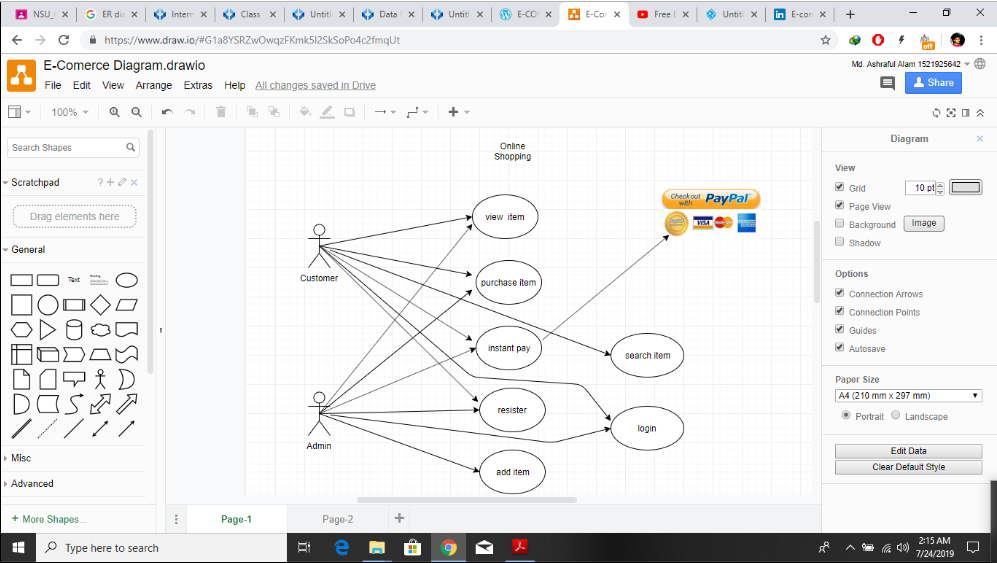 NSU_
ER di
Intern
Class
Untitl
Data
Untitl
E-CO
E-Cor
Free
Untitl
E-com
https://www.draw.io/#G1a8YSRZwOwqzFKmk5I2SkSoPo4c2fmqUt
off
E-Comerce Diagram.drawio
Md. Ashraful Alam 1521925642
File Edit View Arrange Extras Help All changes saved in Drive
Share
100%
Search Shapes
Scratchpad
Drag elements here
General
Text
Misc
Advanced
+ More Shapes...
Online
Shopping
view item
Checkout with PayPal
VISA
Customer
purchase item
instant pay
search item
resister
login
Admin
add item
Page-1 Page-2
Diagram
View
Grid 10 pt
Page View
Background Image
Shadow
Options
Connection Arrows
Connection Points
Guides
Autosave
Paper Size
A4 (210 mm x 297 mm)
Portrait Landscape
Edit Data
Clear Default Style
Type here to search
2:15 AM
7/24/2019